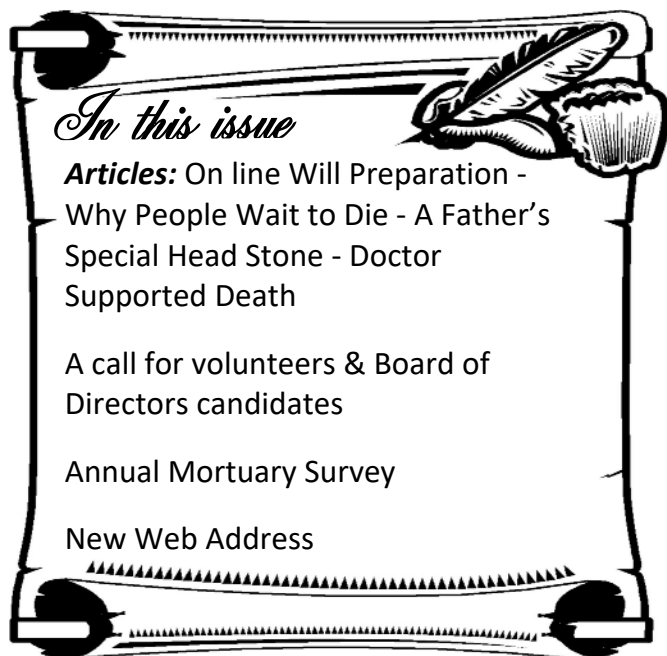 In this issue
Articles: On line Will Preparation -
Why People Wait to Die - A Father’s
Special Head Stone - Doctor
Supported Death
A call for volunteers & Board of
Directors candidates
Annual Mortuary Survey
New Web Address